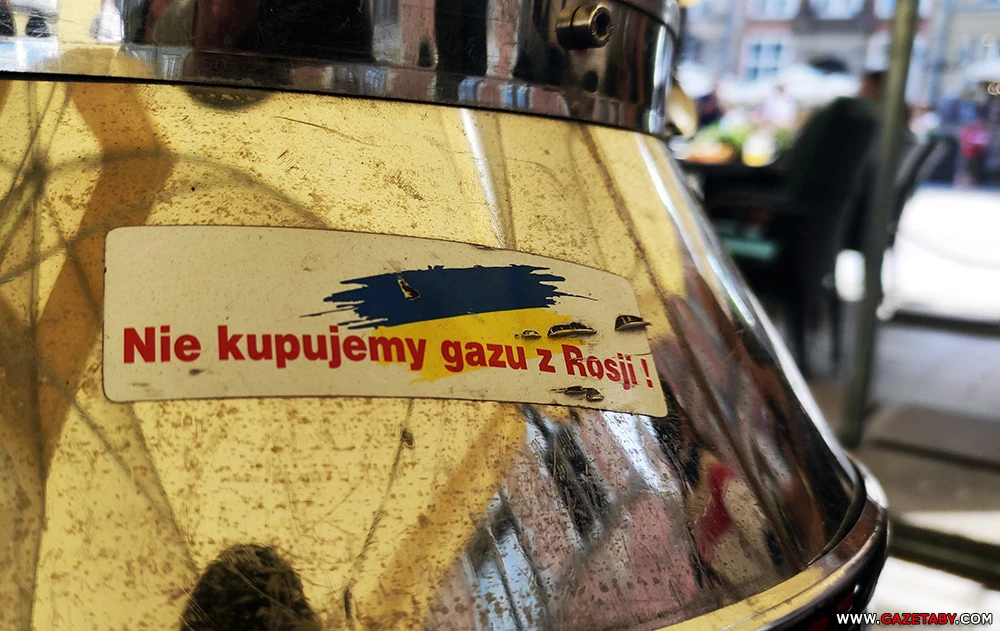 Nie kupujemy gazu z Rosji !
WWW.GAZETABY.COM